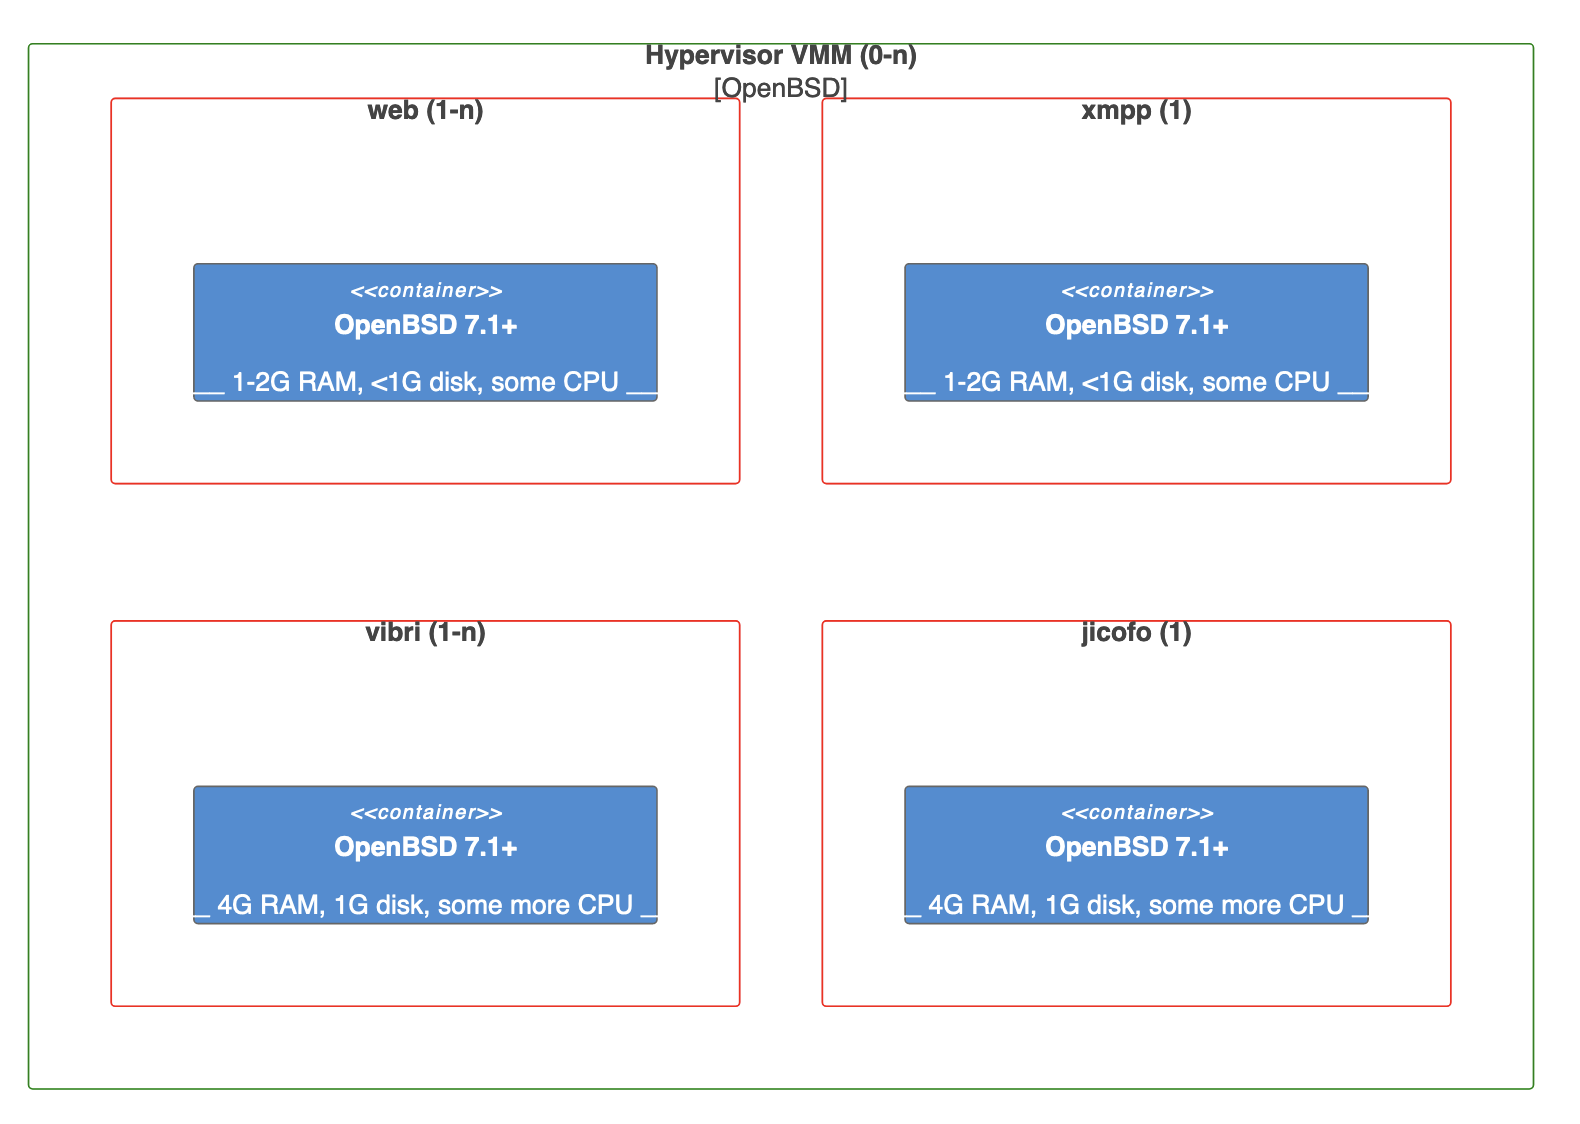 Hypervisor VMM (0-n)
[OpenBSD]
web (1-n)
<<container>>
OpenBSD 7.1+
__ 1-2G RAM, <1G disk, some CPU __
xmpp (1)
<<container>>
OpenBSD 7.1+
__ 1-2G RAM, <1G disk, some CPU __
vibri (1-n)
<<container>>
OpenBSD 7.1+
_ 4G RAM, 1G disk, some more CPU _
jicofo (1)
<<container>>
OpenBSD 7.1+
_ 4G RAM, 1G disk, some more CPU _